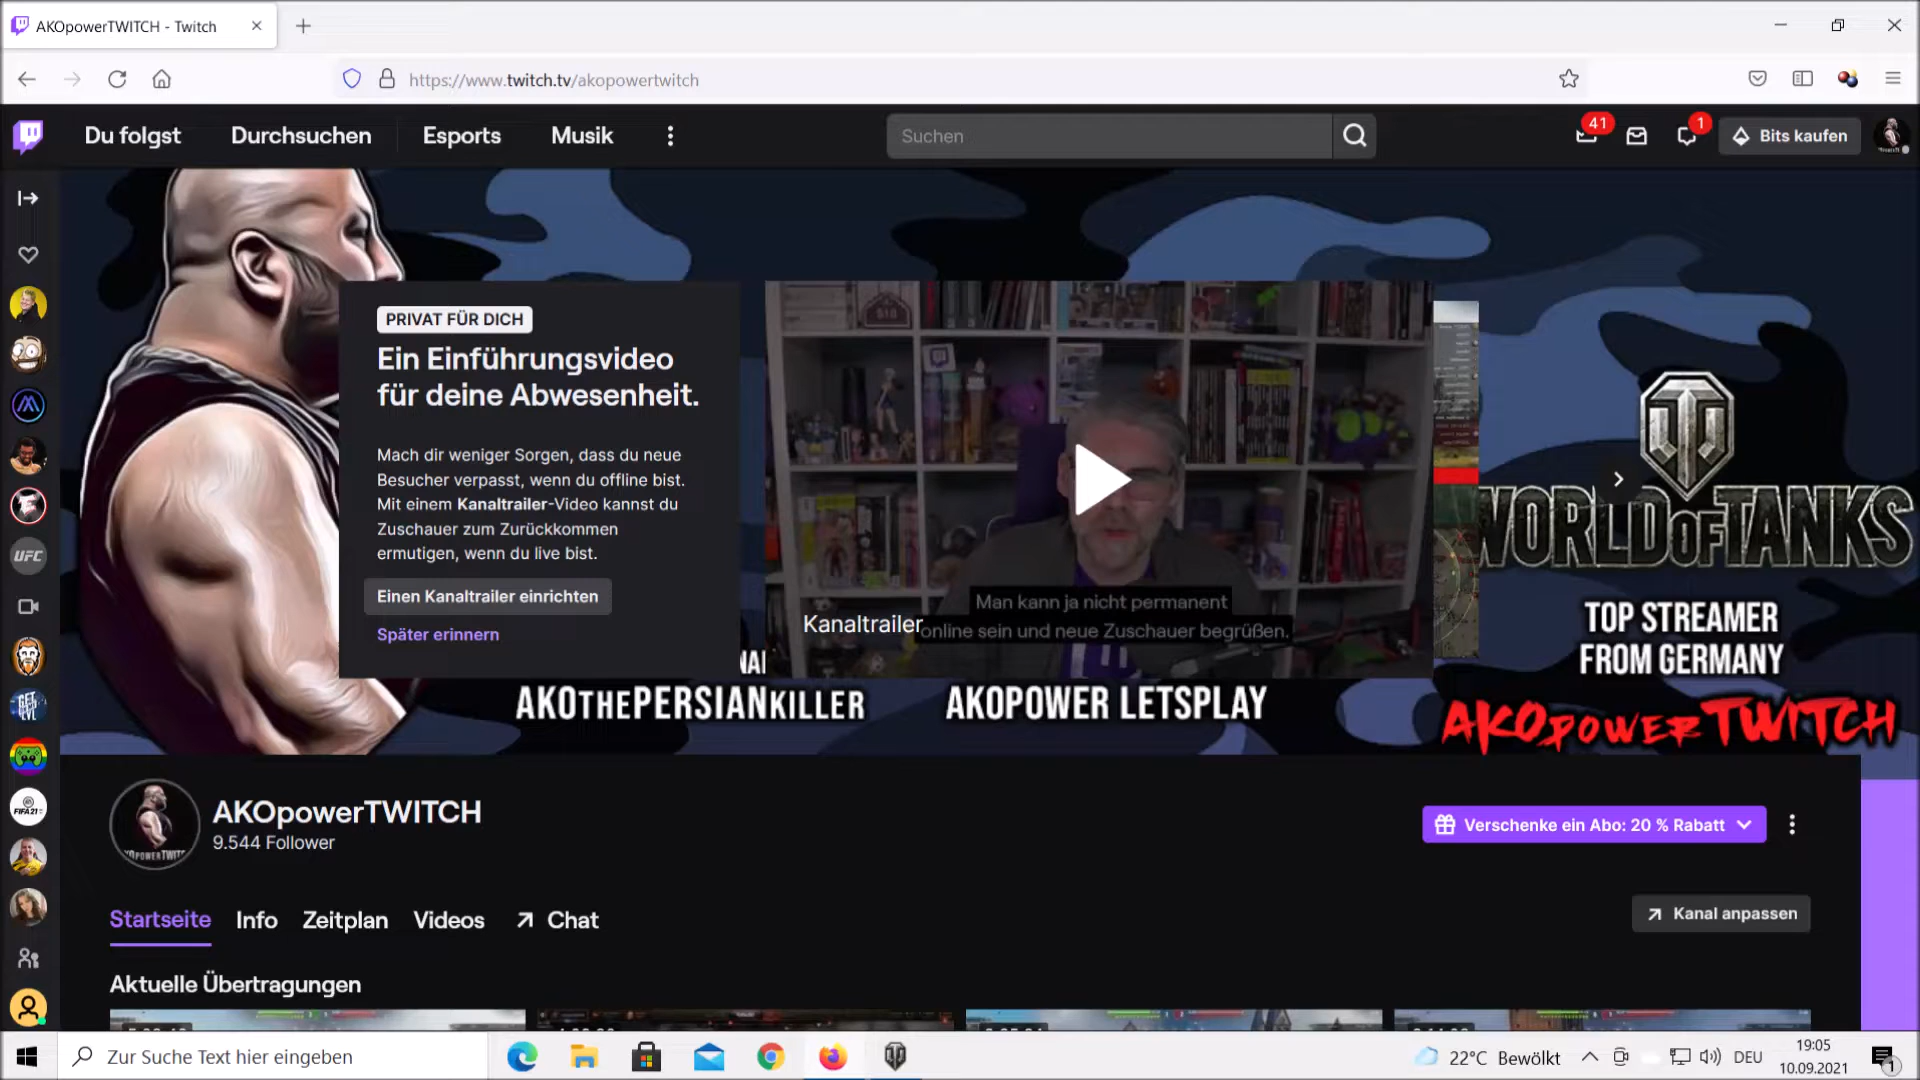 AKOpowerTWITCH - Twitch
https://www.twitch.tv/akopowertwitch
Du folgst
Durchsuchen
Esports
Musik
Suchen
41
1
Bits kaufen
PRIVAT FÜR DICH
Ein Einführungsvideo
für deine Abwesenheit.
Mach dir weniger Sorgen, dass du neue
Besucher verpasst, wenn du offline bist.
Mit einem Kanaltrailer-Video kannst du
Zuschauer zum Zurückkommen
ermutigen, wenn du live bist.
Einen Kanaltrailer einrichten
Später erinnern
Man kann ja nicht permanent
online sein und neue Zuschauer begrüßen.
Kanaltrailer
AKOTHEPERSIANKILLER
AKOPOWER LETSPLAY
WORLD OF TANKS
TOP STREAMER
FROM GERMANY
AKOPOWERTWITCH
UFC
FIFA21
AKOpowerTWITCH
9.544 Follower
Verschenke ein Abo: 20 % Rabatt
Startseite
Info
Zeitplan
Videos
Chat
Kanal anpassen
Aktuelle Übertragungen
Zur Suche Text hier eingeben
22°C Bewölkt
DEU
19:05
10.09.2021
1